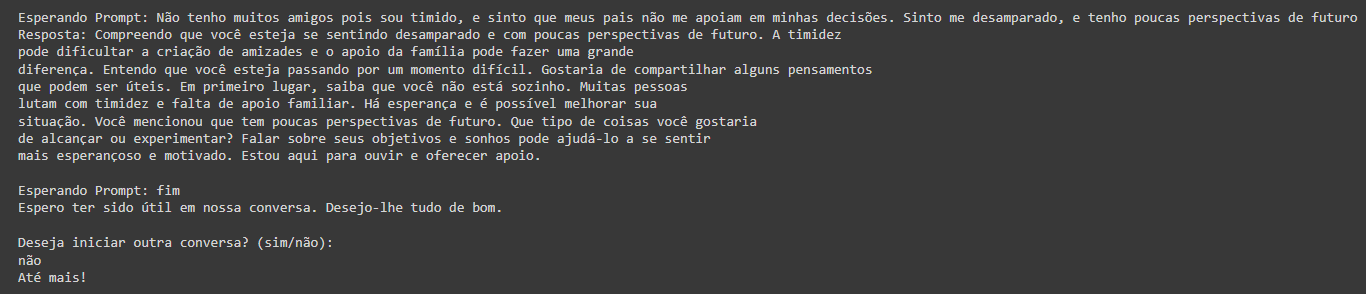 Esperando Prompt: Não tenho muitos amigos pois sou timido, e sinto que meus pais não me apoiam em minhas decisões. Sinto me desamparado, e tenho poucas perspectivas de futuro
Resposta: Compreendo que você esteja se sentindo desamparado e com poucas perspectivas de futuro. A timidez
pode dificultar a criação de amizades e o apoio da família pode fazer uma grande
diferença. Entendo que você esteja passando por um momento difícil. Gostaria de compartilhar alguns pensamentos
que podem ser úteis. Em primeiro lugar, saiba que você não está sozinho. Muitas pessoas
lutam com timidez e falta de apoio familiar. Há esperança e é possível melhorar sua
situação. Você mencionou que tem poucas perspectivas de futuro. Que tipo de coisas você gostaria
de alcançar ou experimentar? Falar sobre seus objetivos e sonhos pode ajudá-lo a se sentir
mais esperançoso e motivado. Estou aqui para ouvir e oferecer apoio.
Esperando Prompt: fim
Espero ter sido útil em nossa conversa. Desejo-lhe tudo de bom.
Deseja iniciar outra conversa? (sim/não):
não
Até mais!